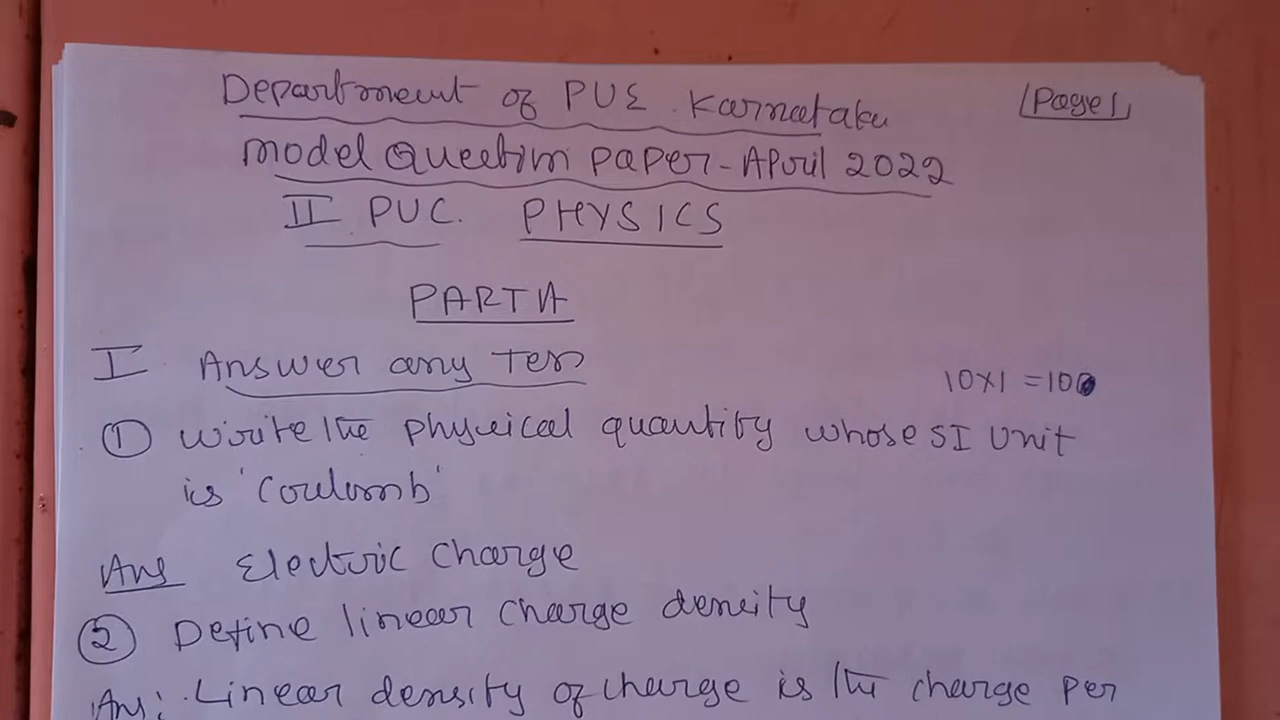 Department of PUE Karnataka
Page 1
Model Question paper - April 2022
II PUC. PHYSICS
PART A
I Answer any Ten
10x1 = 10
① Write the physical quantity whose SI Unit
is 'Coulomb'
Ans Electric Charge
② Define linear charge density
Ans: Linear density of charge is the charge per